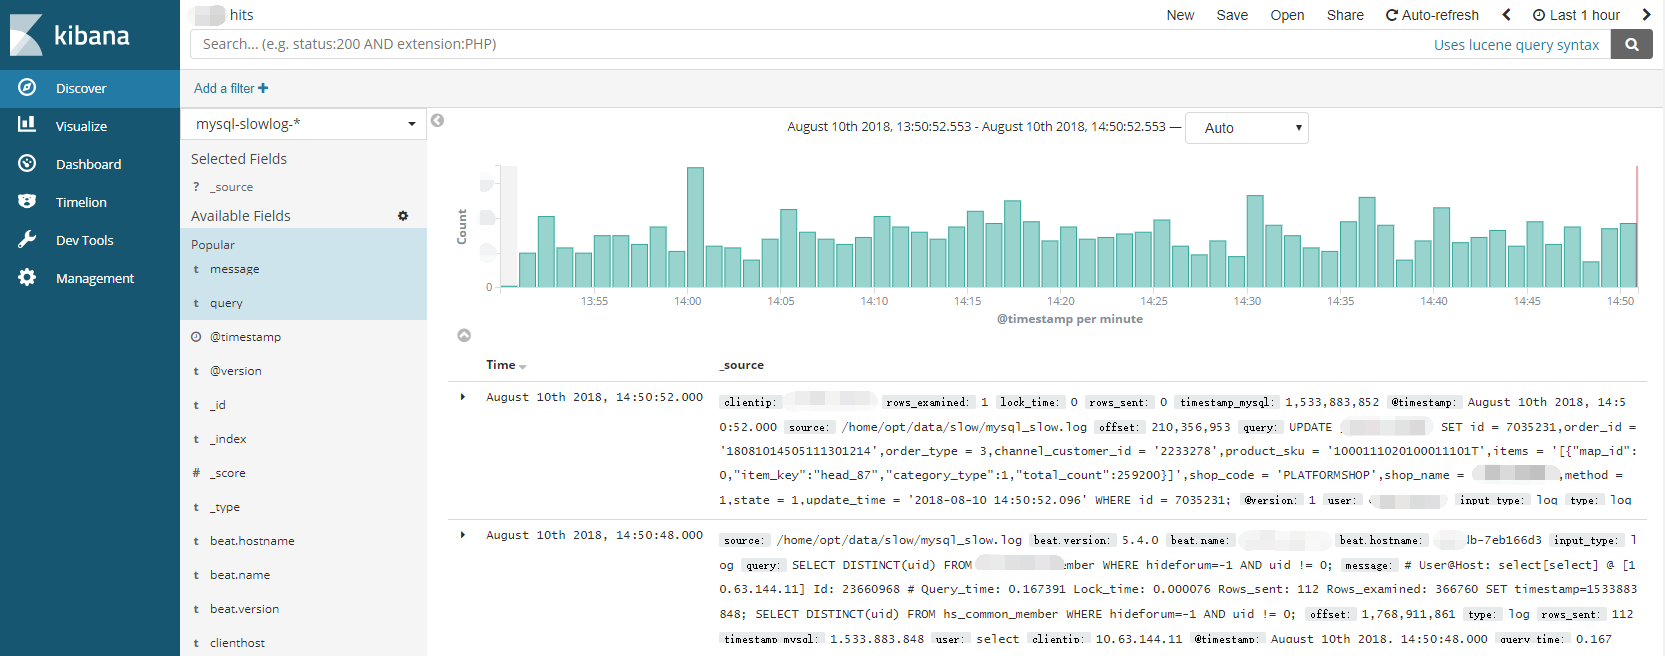 hits
New Save Open Share Auto-refresh Last 1 hour
kibana
Search... (e.g. status:200 AND extension:PHP)
Uses lucene query syntax
Discover
Visualize
Dashboard
Timelion
Dev Tools
Management
Add a filter
mysql-slowlog-*
Selected Fields
? _source
Available Fields
Popular
t message
t query
@timestamp
t @version
t _id
t _index
# _score
t _type
t beat.hostname
t beat.name
t beat.version
t clienthost
August 10th 2018, 13:50:52.553 - August 10th 2018, 14:50:52.553 — Auto
Count
0
13:55 14:00 14:05 14:10 14:15 14:20 14:25 14:30 14:35 14:40 14:45 14:50
@timestamp per minute
Time _source
August 10th 2018, 14:50:52.000
clientip: rows_examined: 1 lock_time: 0 rows_sent: 0 timestamp_mysql: 1,533,883,852 @timestamp: August 10th 2018, 14:5
0:52.000 source: /home/opt/data/slow/mysql_slow.log offset: 210,356,953 query: UPDATE SET id = 7035231,order_id =
'18081014505111301214',order_type = 3,channel_customer_id = '2233278',product_sku = '1000111020100011101T',items = '[{"map_id":
0,"item_key":"head_87","category_type":1,"total_count":259200}]',shop_code = 'PLATFORMSHOP',shop_name = ,method =
1,state = 1,update_time = '2018-08-10 14:50:52.096' WHERE id = 7035231; @version: 1 user: input_type: log type: log
August 10th 2018, 14:50:48.000
source: /home/opt/data/slow/mysql_slow.log beat.version: 5.4.0 beat.name: beat.hostname: db-7eb166d3 input_type: l
og query: SELECT DISTINCT(uid) FROM ember WHERE hideforum=-1 AND uid != 0; message: # User@Host: select[select] @ [1
0.63.144.11] Id: 23660968 # Query_time: 0.167391 Lock_time: 0.000076 Rows_sent: 112 Rows_examined: 366760 SET timestamp=1533883
848; SELECT DISTINCT(uid) FROM hs_common_member WHERE hideforum=-1 AND uid != 0; offset: 1,768,911,861 type: log rows_sent: 112
timestamp_mysql: 1,533,883,848 user: select clientip: 10.63.144.11 @timestamp: August 10th 2018, 14:50:48.000 query_time: 0.167